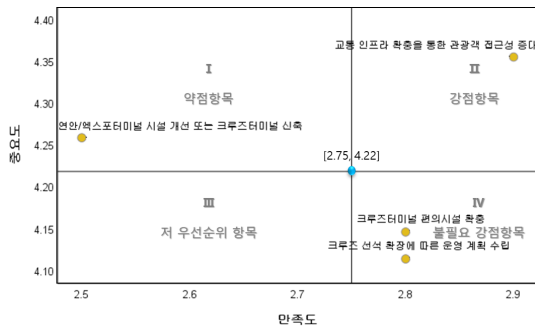 4.40
교통 인프라 확충을 통한 관광객 접근성 증대
4.35
I
II
약점항목
강점항목
4.30
연안/엑스포터미널 시설 개선 또는 크루즈터미널 신축
4.25
중요도
[2.75, 4.22]
4.20
III
IV
크루즈터미널 편의시설 확충
4.15
저 우선순위 항목
불필요 강점항목
크루즈 선석 확장에 따른 운영 계획 수립
4.10
2.5
2.6
2.7
2.8
2.9
만족도